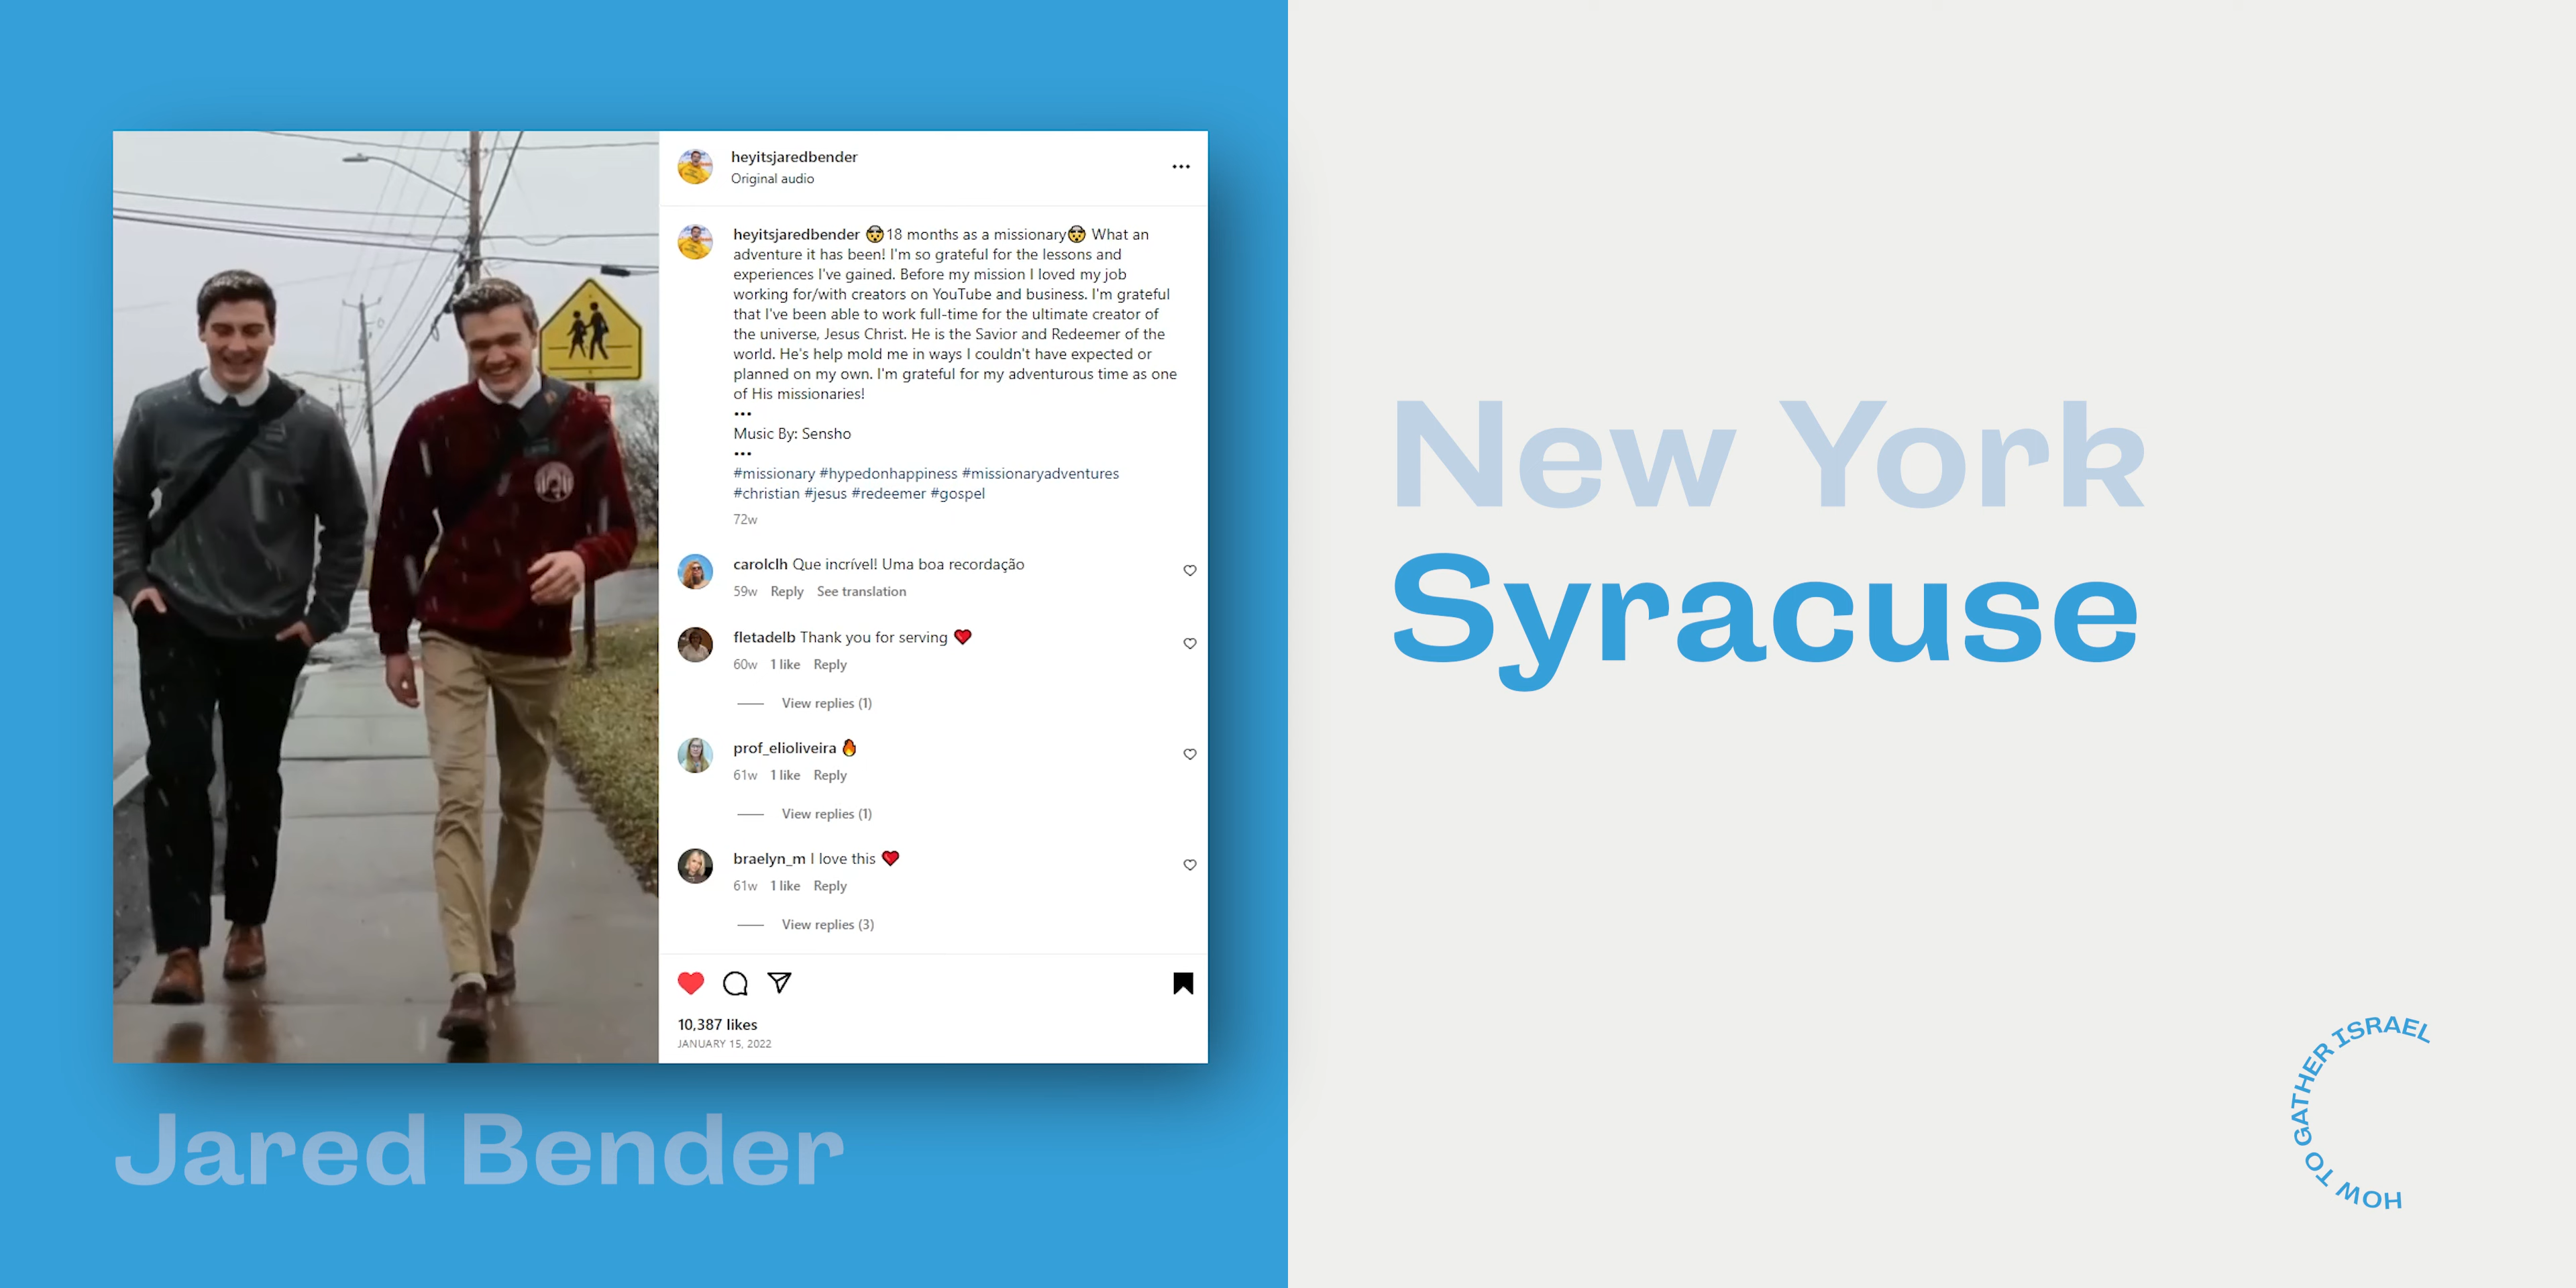 heyitsjaredbender
Original audio
heyitsjaredbender 🤯18 months as a missionary🤯 What an
adventure it has been! I'm so grateful for the lessons and
experiences I've gained. Before my mission I loved my job
working for/with creators on YouTube and business. I'm grateful
that I've been able to work full-time for the ultimate creator of
the universe, Jesus Christ. He is the Savior and Redeemer of the
world. He's help mold me in ways I couldn't have expected or
planned on my own. I'm grateful for my adventurous time as one
of His missionaries!
•••
Music By: Sensho
•••
#missionary #hypedonhappiness #missionaryadventures
#christian #jesus #redeemer #gospel
72w
carolclh Que incrível! Uma boa recordação
59w Reply See translation
fletadelb Thank you for serving ❤️
60w 1 like Reply
View replies (1)
prof_elioliveira 🔥
61w 1 like Reply
View replies (1)
braelyn_m I love this ❤️
61w 1 like Reply
View replies (3)
10,387 likes
JANUARY 15, 2022
Jared Bender
New York
Syracuse
HOW TO GATHER ISRAEL